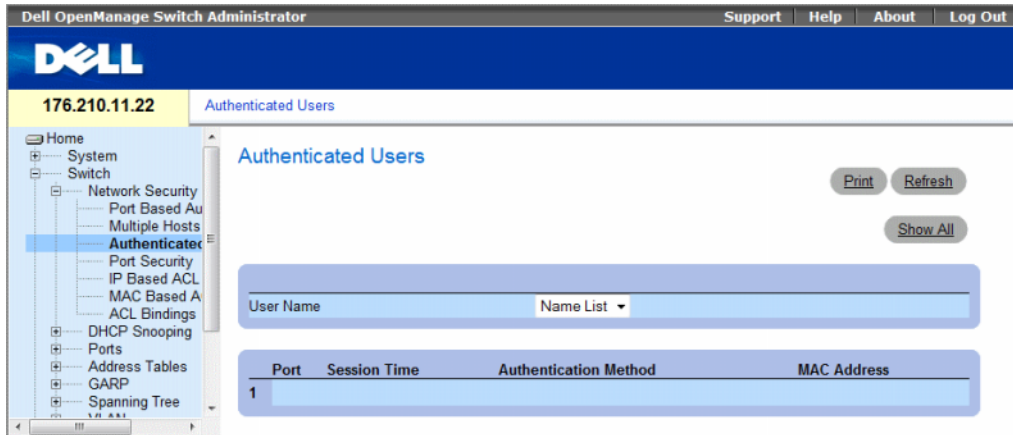 Dell OpenManage Switch Administrator
Support Help About Log Out
DELL
176.210.11.22
Authenticated Users
Home
System
Switch
Network Security
Port Based Au
Multiple Hosts
Authenticated
Port Security
IP Based ACL
MAC Based A
ACL Bindings
DHCP Snooping
Ports
Address Tables
GARP
Spanning Tree
VLAN
Authenticated Users
Print Refresh
Show All
User Name Name List
Port Session Time Authentication Method MAC Address
1